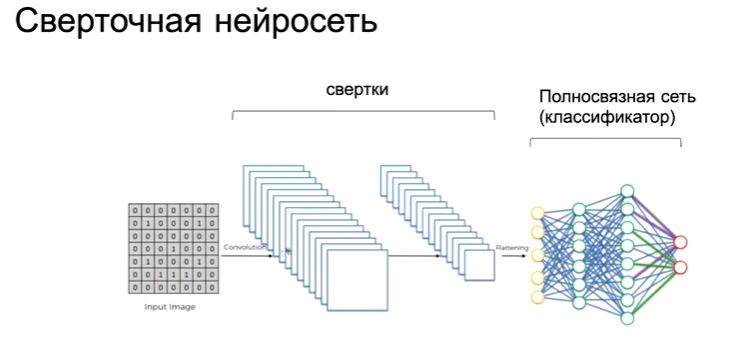 Сверточная нейросеть
свертки
Полносвязная сеть
(классификатор)
0 0 0 0 0 0 0
0 1 0 0 0 1 0
0 0 0 0 0 0 0
0 0 0 1 0 0 0
0 1 0 0 0 1 0
0 0 1 1 1 0 0
0 0 0 0 0 0 0
Convolution
Flattening
Input Image